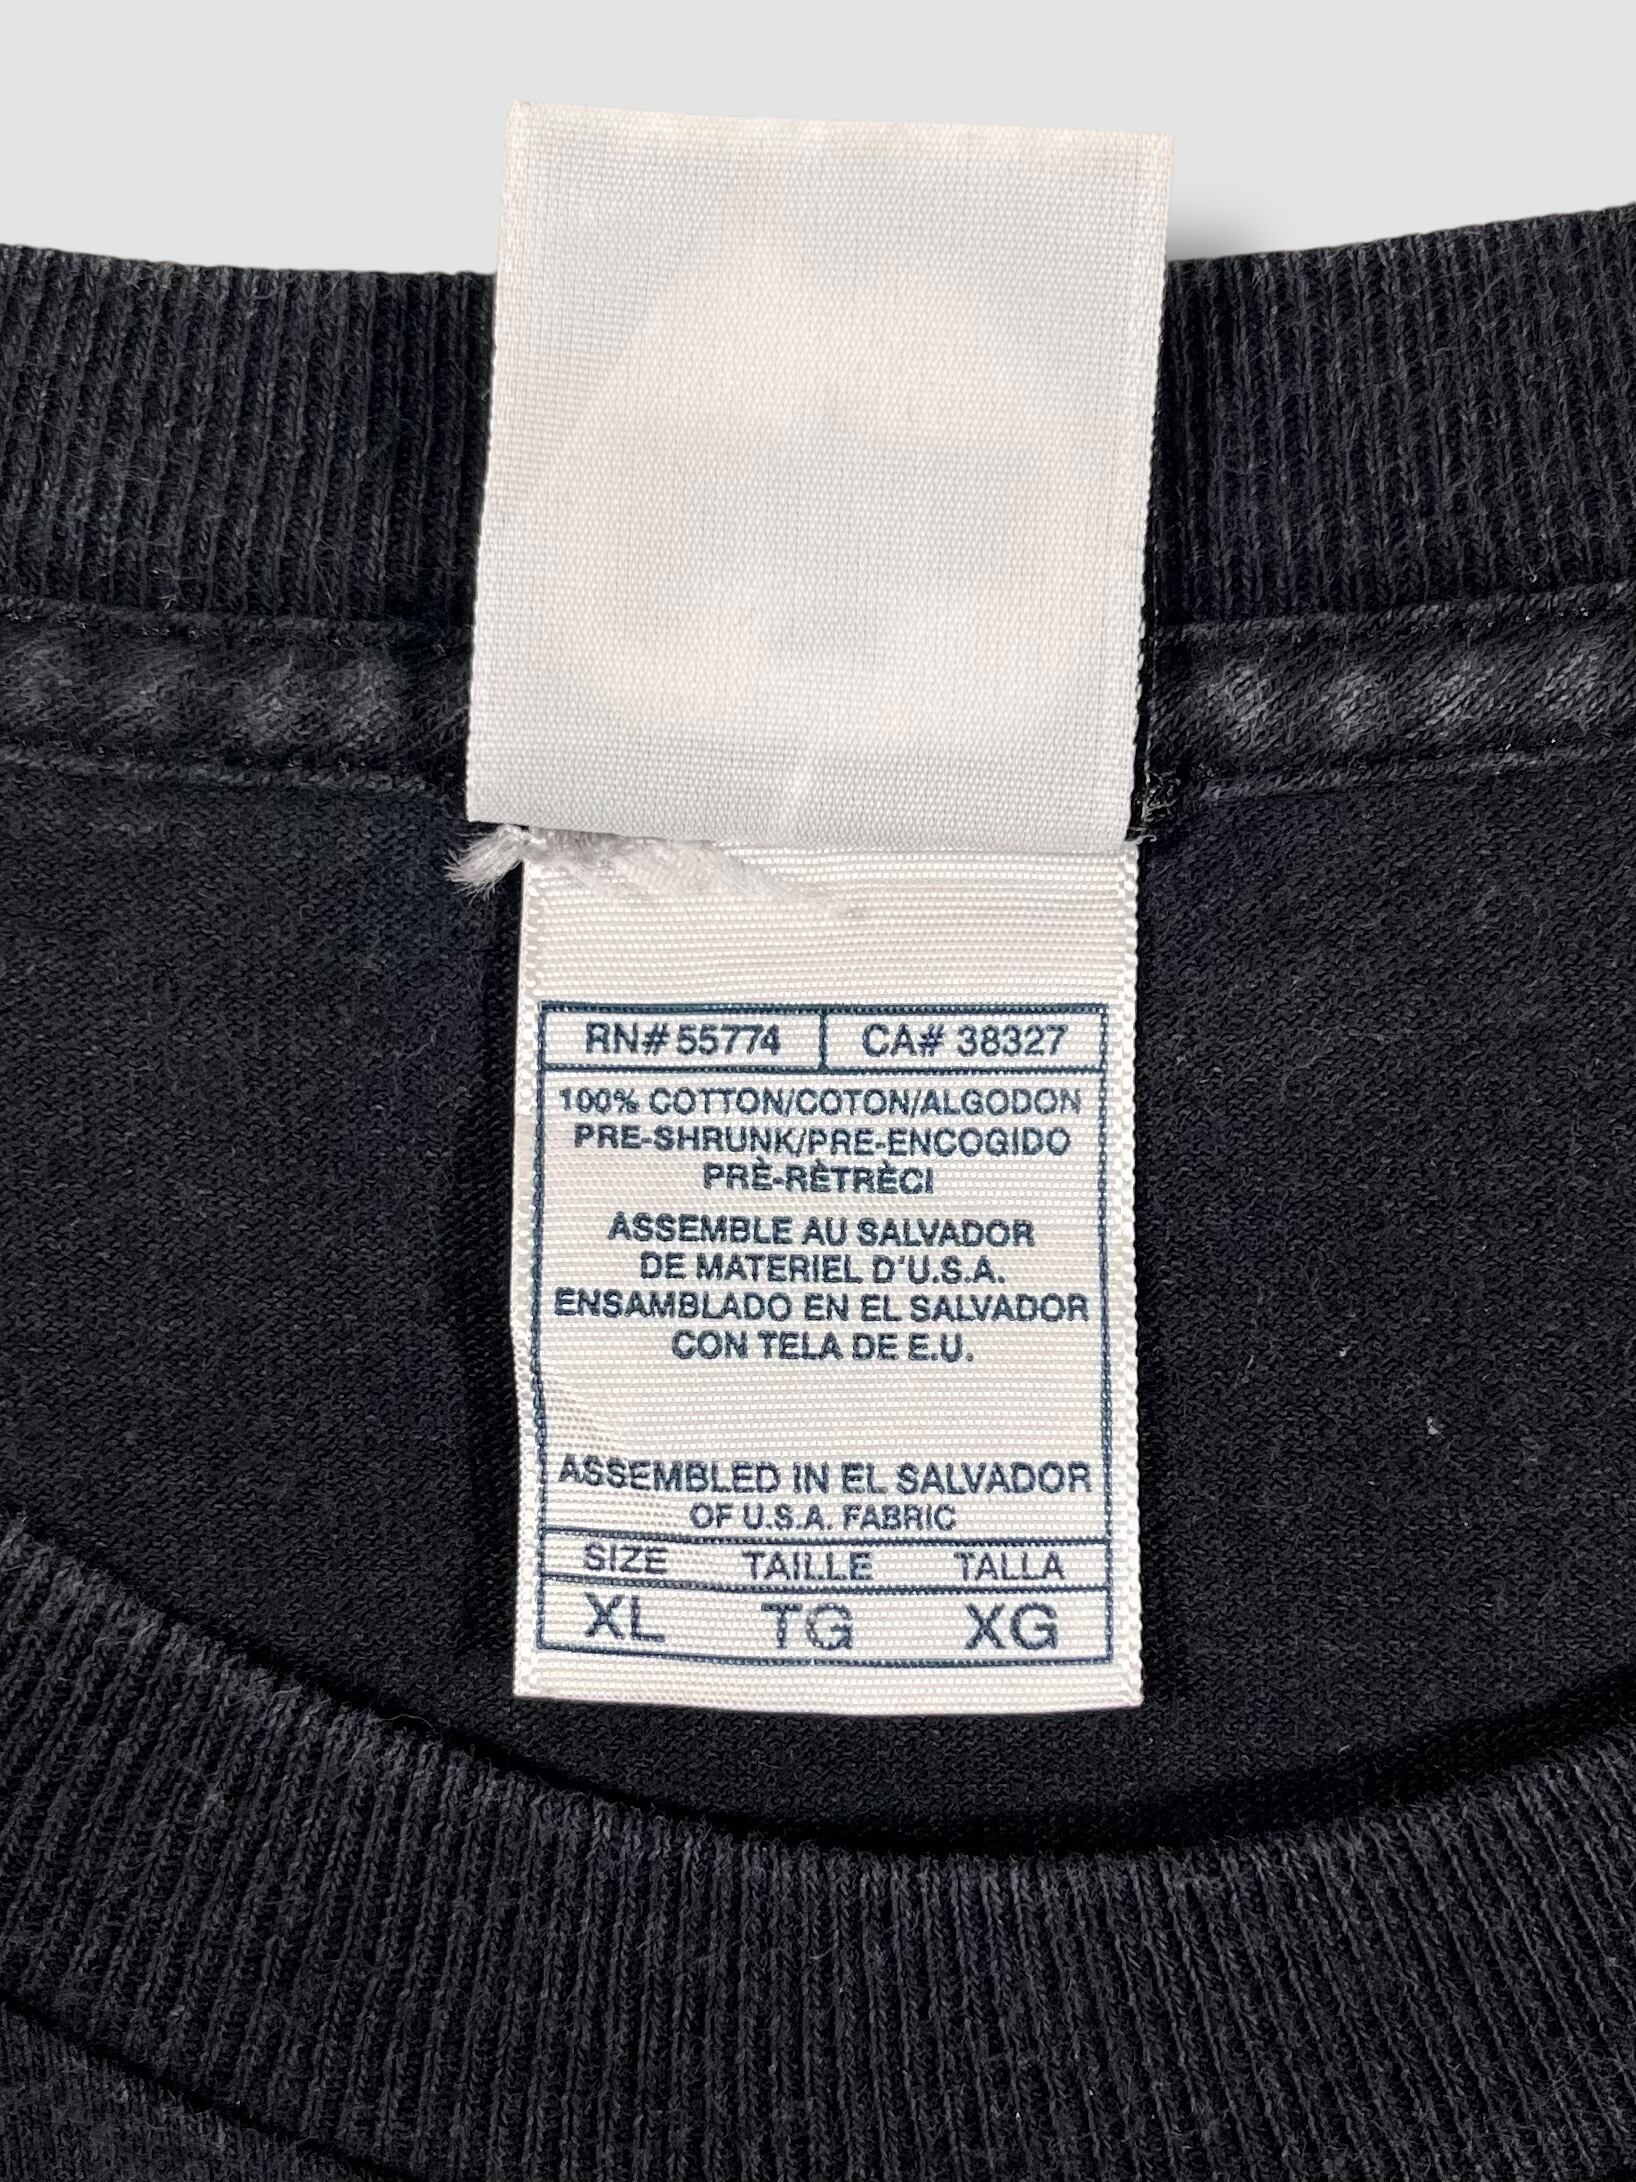 RN# 55774 CA# 38327
100% COTTON/COTON/ALGODON
PRE-SHRUNK/PRE-ENCOGIDO
PRÈ-RÈTRÈCI
ASSEMBLE AU SALVADOR
DE MATERIEL D'U.S.A.
ENSAMBLADO EN EL SALVADOR
CON TELA DE E.U.
ASSEMBLED IN EL SALVADOR
OF U.S.A. FABRIC
SIZE TAILLE TALLA
XL TG XG